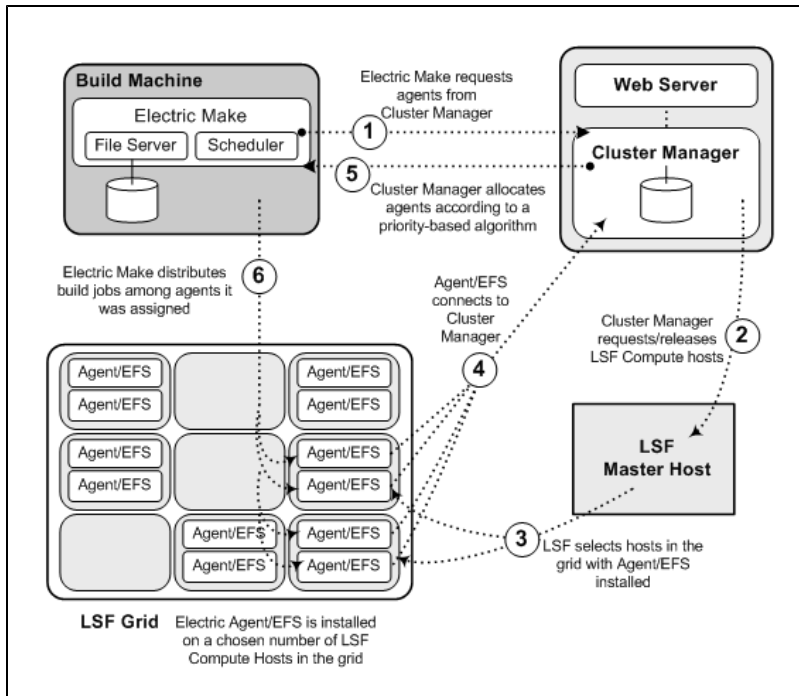 Build Machine
Electric Make
File Server
Scheduler
Electric Make requests
agents from
Cluster Manager
1
5
Cluster Manager allocates
agents according to a
priority-based algorithm
Web Server
Cluster Manager
Electric Make distributes
build jobs among agents it
was assigned
6
Agent/EFS
connects to
Cluster
Manager
4
Cluster Manager
requests/releases
LSF Compute hosts
2
LSF
Master Host
3
LSF selects hosts in the
grid with Agent/EFS
installed
Agent/EFS
Agent/EFS
Agent/EFS
Agent/EFS
Agent/EFS
Agent/EFS
Agent/EFS
Agent/EFS
Agent/EFS
Agent/EFS
Agent/EFS
Agent/EFS
LSF Grid
Electric Agent/EFS is installed
on a chosen number of LSF
Compute Hosts in the grid